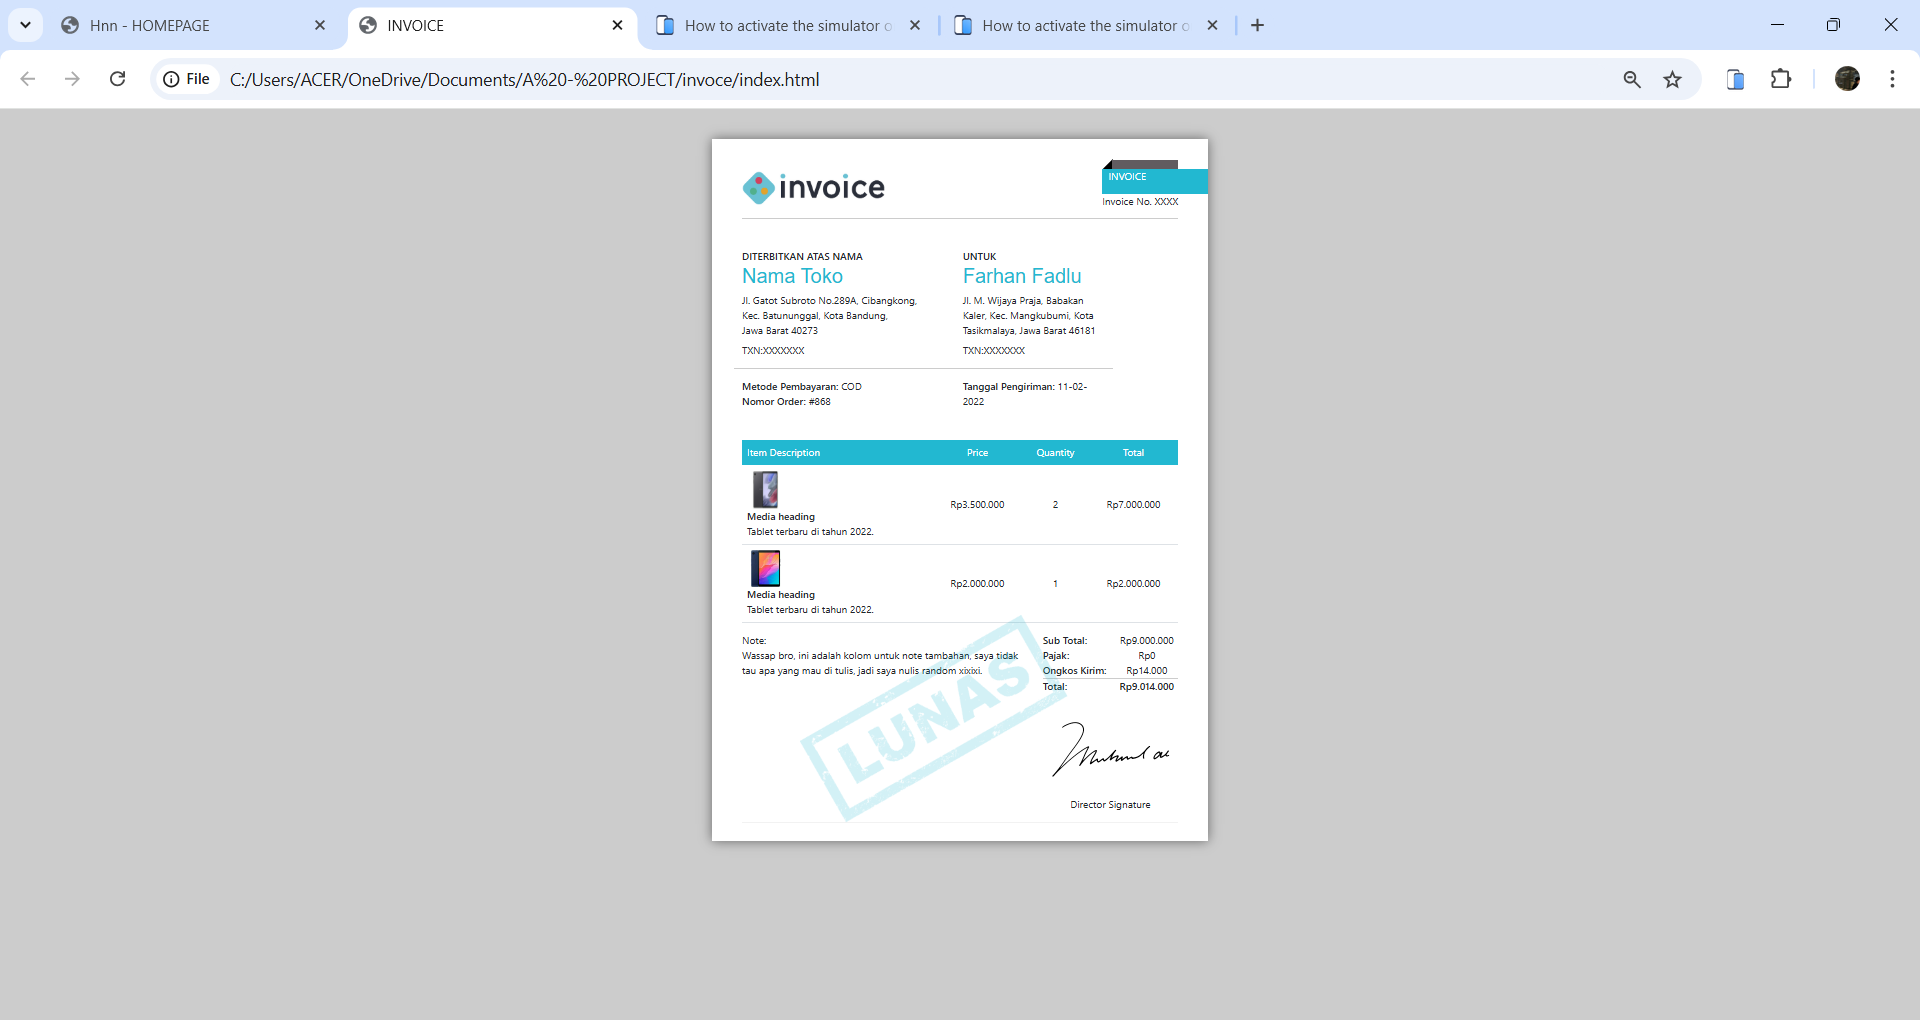 Hnn - HOMEPAGE
INVOICE
How to activate the simulator o
How to activate the simulator o
File
C:/Users/ACER/OneDrive/Documents/A%20-%20PROJECT/invoce/index.html
invoice
INVOICE
Invoice No. XXXX
DITERBITKAN ATAS NAMA
Nama Toko
Jl. Gatot Subroto No.289A, Cibangkong,
Kec. Batununggal, Kota Bandung,
Jawa Barat 40273
TXN:XXXXXXX
UNTUK
Farhan Fadlu
Jl. M. Wijaya Praja, Babakan
Kaler, Kec. Mangkubumi, Kota
Tasikmalaya, Jawa Barat 46181
TXN:XXXXXXX
Metode Pembayaran: COD
Nomor Order: #868
Tanggal Pengiriman: 11-02-
2022
Item Description Price Quantity Total
Rp3.500.000 2 Rp7.000.000
Media heading
Tablet terbaru di tahun 2022.
Rp2.000.000 1 Rp2.000.000
Media heading
Tablet terbaru di tahun 2022.
Note:
Wassap bro, ini adalah kolom untuk note tambahan, saya tidak
tau apa yang mau di tulis, jadi saya nulis random xixixi.
Sub Total: Rp9.000.000
Pajak: Rp0
Ongkos Kirim: Rp14.000
Total: Rp9.014.000
LUNAS
Director Signature